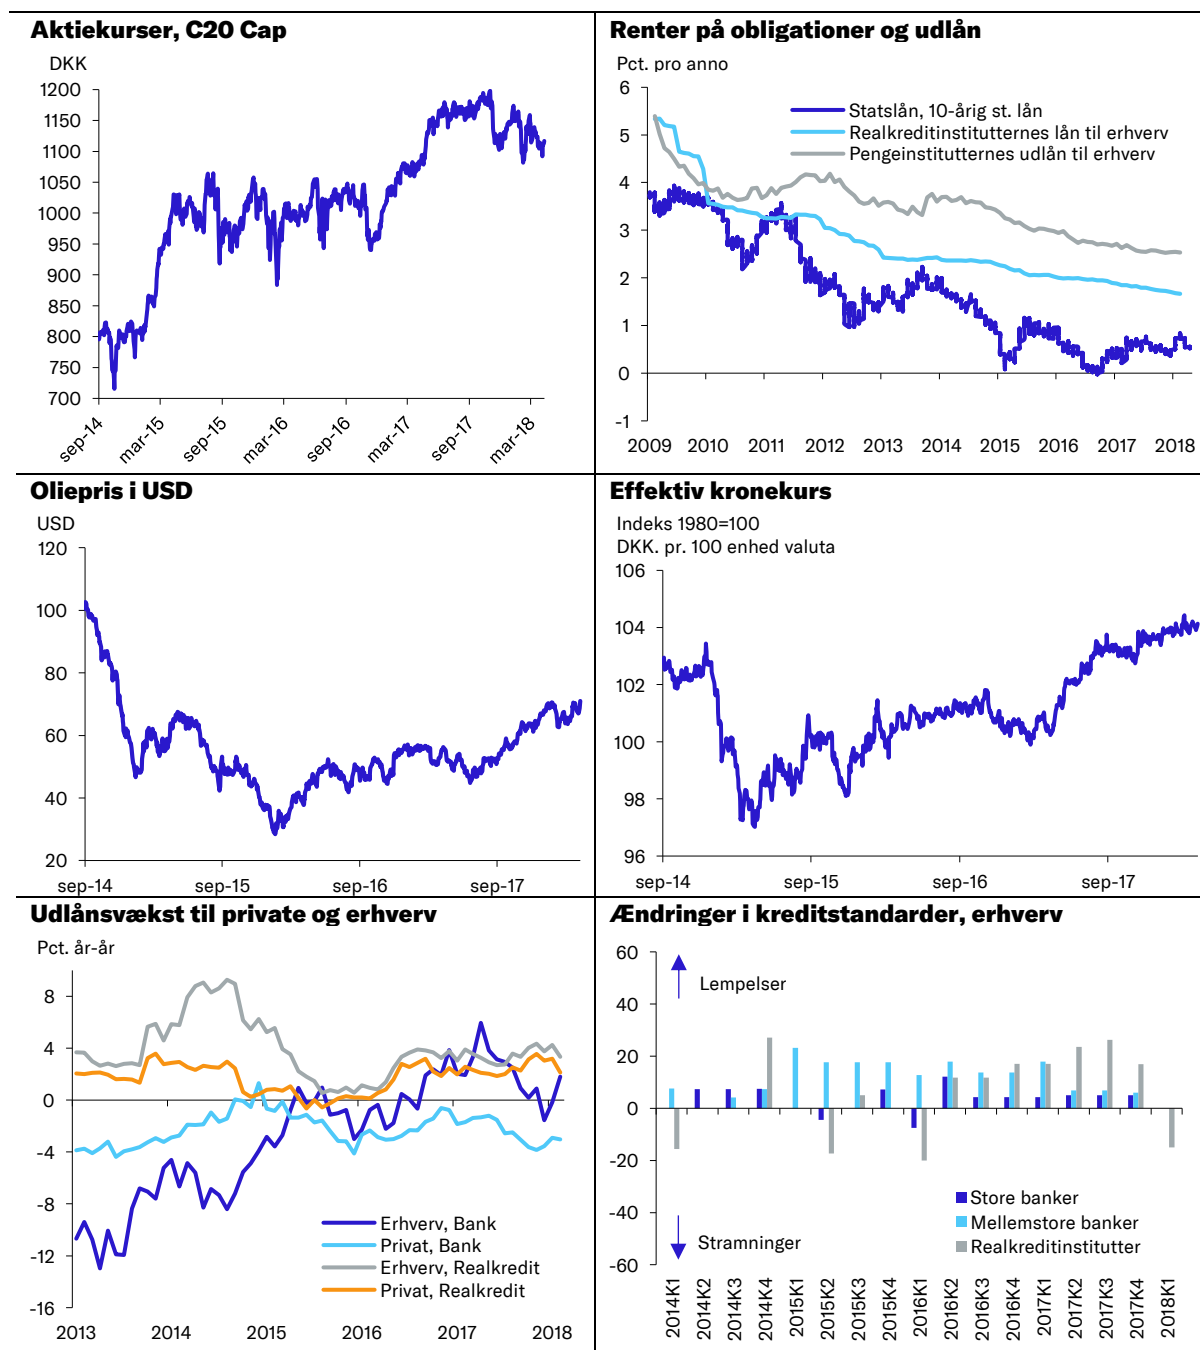 Aktiekurser, C20 Cap
DKK
1200
1150
1100
1050
1000
950
900
850
800
750
700
sep-14
mar-15
sep-15
mar-16
sep-16
mar-17
sep-17
mar-18
Renter på obligationer og udlån
Pct. pro anno
6
5
4
3
2
1
0
-1
Statslån, 10-årig st. lån
Realkreditinstitutternes lån til erhverv
Pengeinstitutternes udlån til erhverv
2009 2010 2011 2012 2013 2014 2015 2016 2017 2018
Oliepris i USD
USD
120
100
80
60
40
20
sep-14 sep-15 sep-16 sep-17
Effektiv kronekurs
Indeks 1980=100
DKK. pr. 100 enhed valuta
106
104
102
100
98
96
sep-14 sep-15 sep-16 sep-17
Udlånsvækst til private og erhverv
Pct. år-år
8
4
0
-4
-8
-12
-16
Erhverv, Bank
Privat, Bank
Erhverv, Realkredit
Privat, Realkredit
2013 2014 2015 2016 2017 2018
Ændringer i kreditstandarder, erhverv
60
40
20
0
-20
-40
-60
Lempelser
Stramninger
Store banker
Mellemstore banker
Realkreditinstitutter
2014K1
2014K2
2014K3
2014K4
2015K1
2015K2
2015K3
2015K4
2016K1
2016K2
2016K3
2016K4
2017K1
2017K2
2017K3
2017K4
2018K1